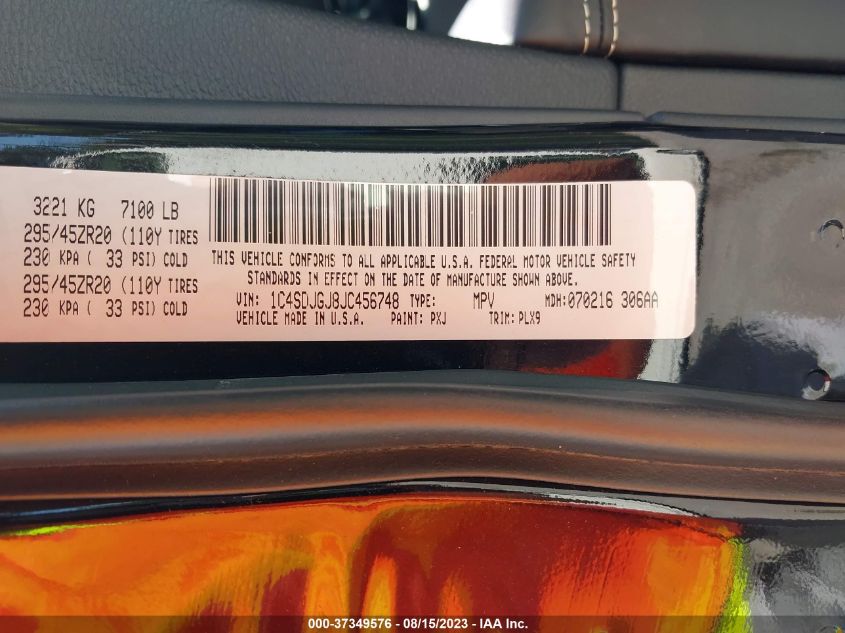 3221 KG 7100 LB
295/45ZR20 (110Y TIRES
230 KPA ( 33 PSI) COLD
295/45ZR20 (110Y TIRES
230 KPA ( 33 PSI) COLD
THIS VEHICLE CONFORMS TO ALL APPLICABLE U.S.A. FEDERAL MOTOR VEHICLE SAFETY
STANDARDS IN EFFECT ON THE DATE OF MANUFACTURE SHOWN ABOVE.
VIN: 1C4SDJGJ8JC456748 TYPE: MPV MDH:070216 306AA
VEHICLE MADE IN U.S.A. PAINT: PXJ TRIM: PLX9
000-37349576 - 08/15/2023 - IAA Inc.